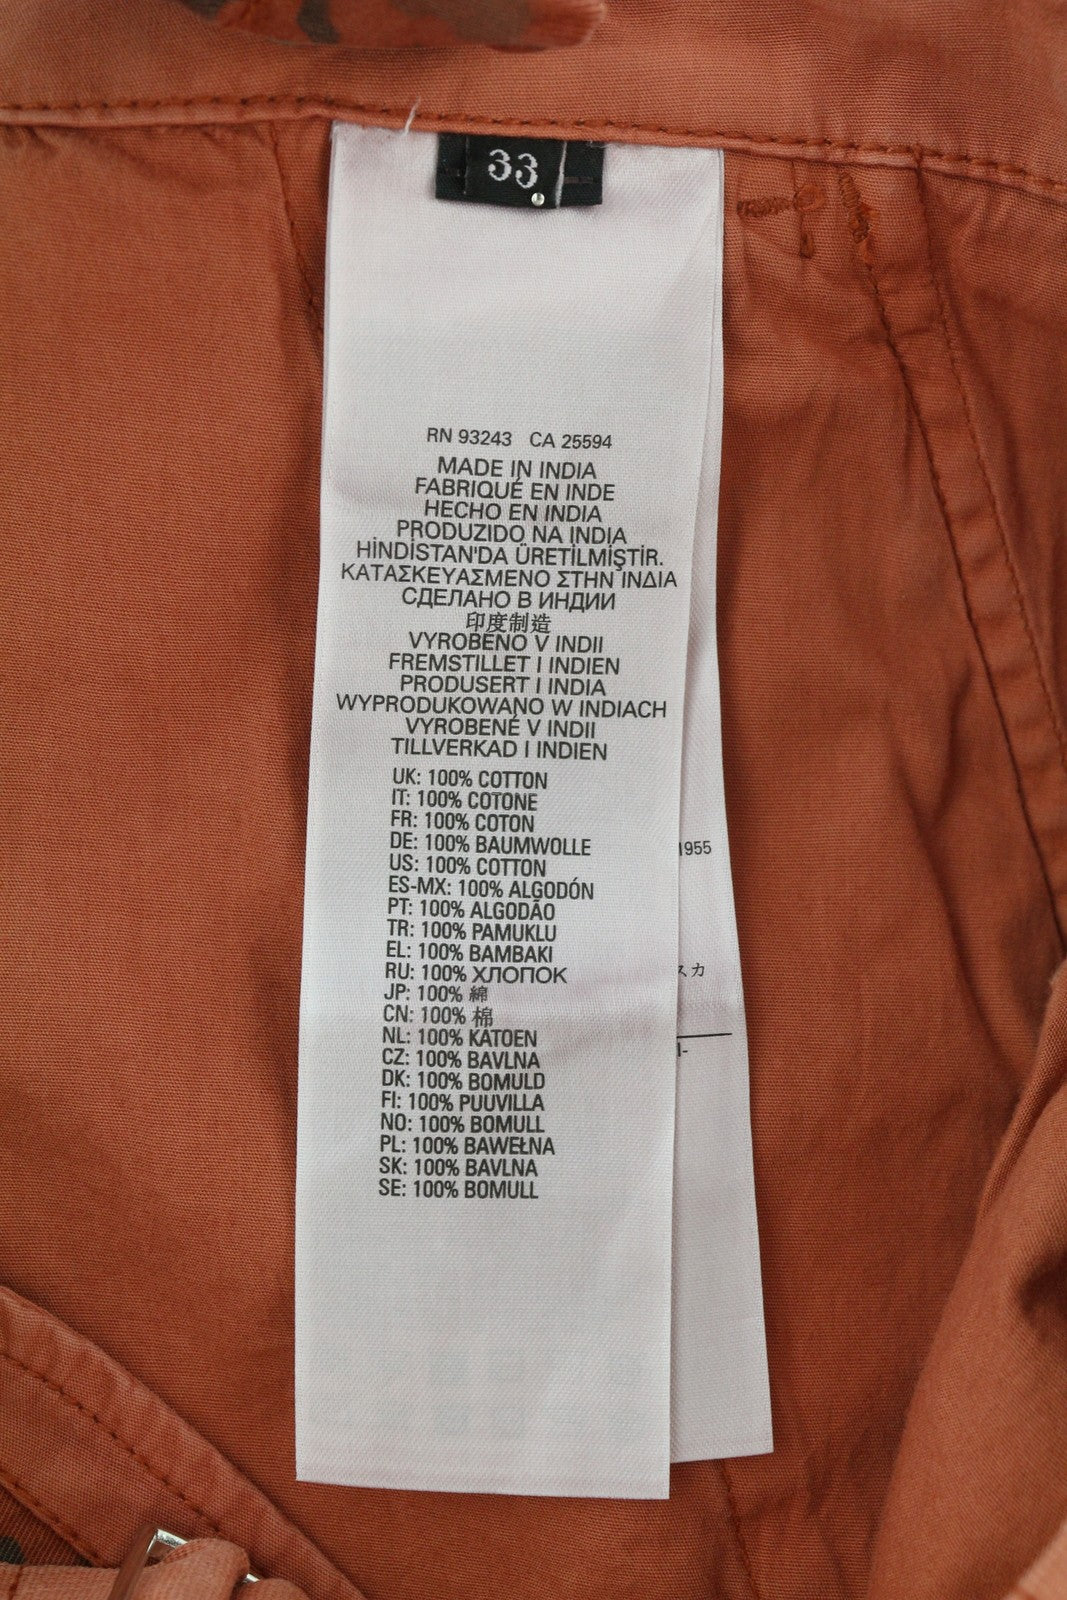 33
RN 93243 CA 25594
MADE IN INDIA
FABRIQUÉ EN INDE
HECHO EN INDIA
PRODUZIDO NA INDIA
HİNDİSTAN'DA ÜRETİLMİŞTİR.
ΚΑΤΑΣΚΕΥΑΣΜΕΝΟ ΣΤΗΝ ΙΝΔΙΑ
СДЕЛАНО В ИНДИИ
印度制造
VYROBENO V INDII
FREMSTILLET I INDIEN
PRODUSERT I INDIA
WYPRODUKOWANO W INDIACH
VYROBENÉ V INDII
TILLVERKAD I INDIEN
UK: 100% COTTON
IT: 100% COTONE
FR: 100% COTON
DE: 100% BAUMWOLLE
US: 100% COTTON
ES-MX: 100% ALGODÓN
PT: 100% ALGODÃO
TR: 100% PAMUKLU
EL: 100% BAMBAKI
RU: 100% ХЛОПОК
JP: 100% 綿
CN: 100% 棉
NL: 100% KATOEN
CZ: 100% BAVLNA
DK: 100% BOMULD
FI: 100% PUUVILLA
NO: 100% BOMULL
PL: 100% BAWEŁNA
SK: 100% BAVLNA
SE: 100% BOMULL
1955
スカ